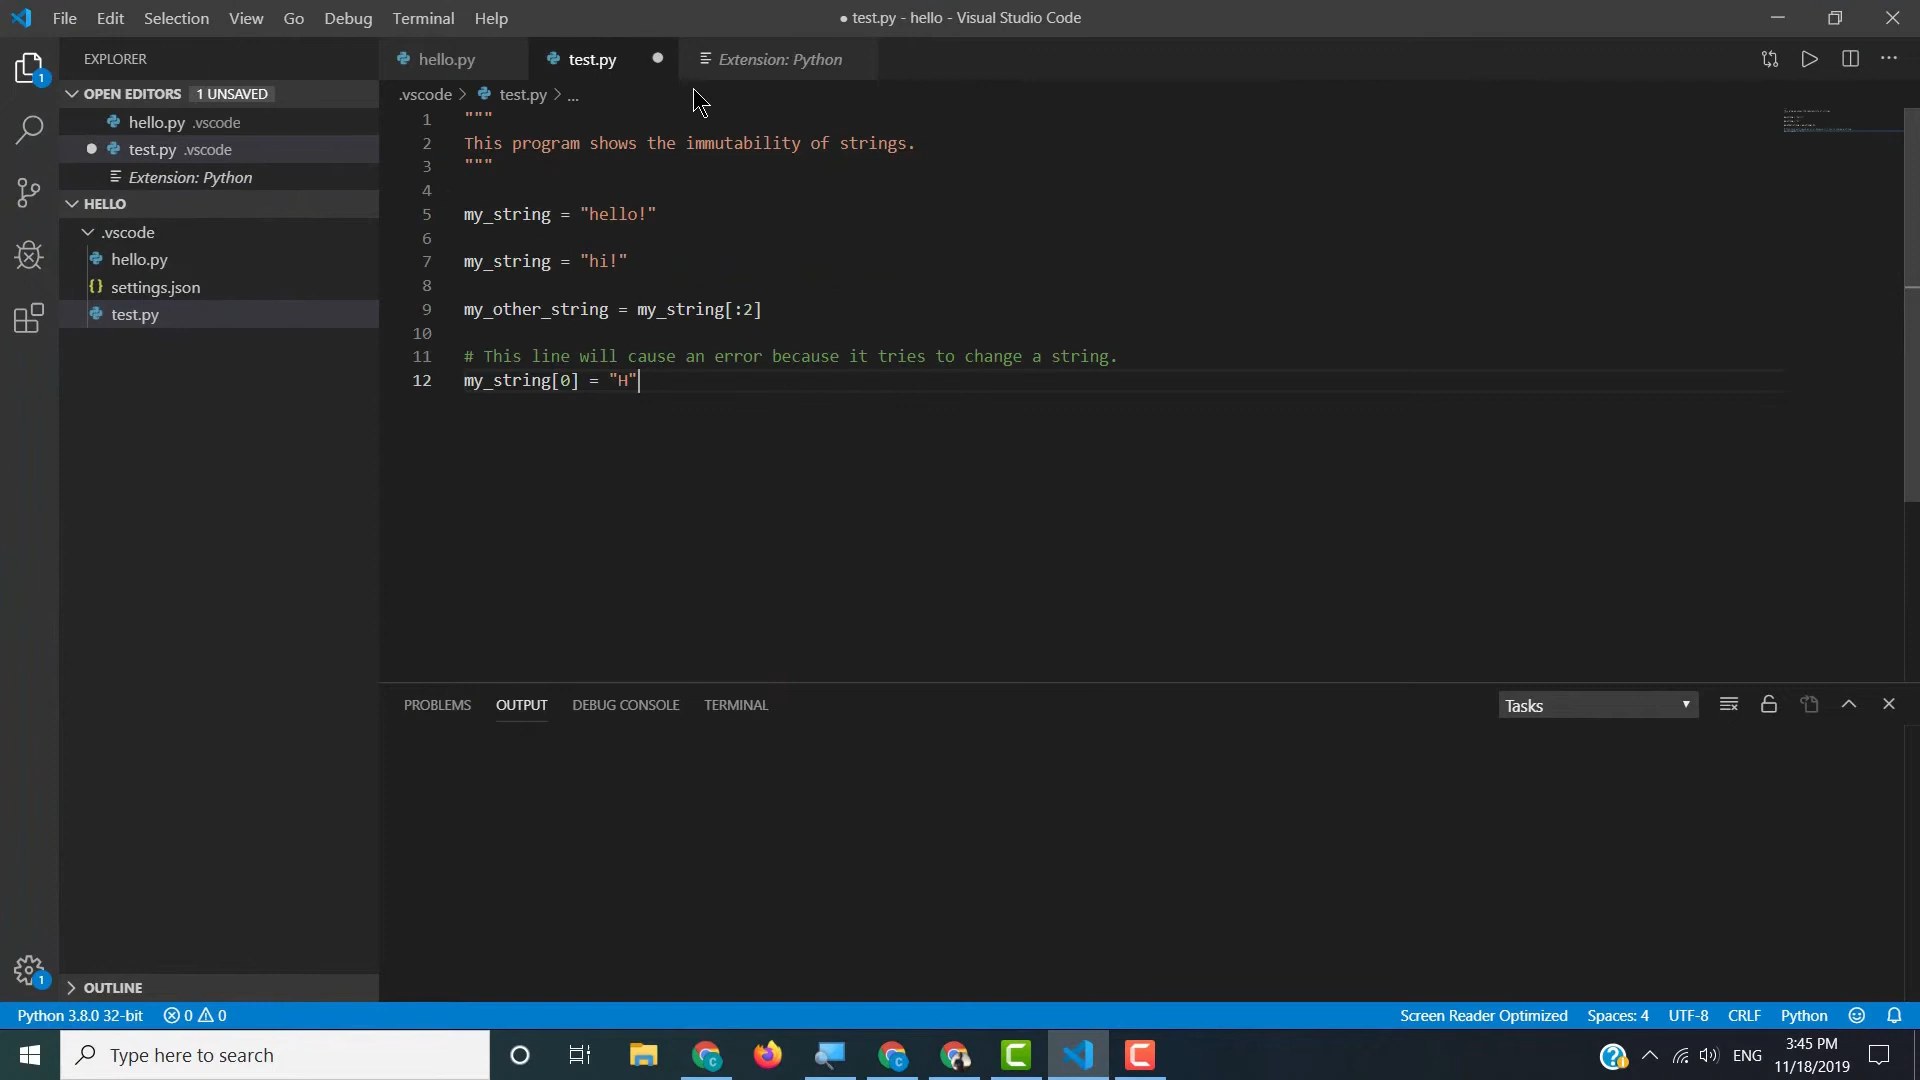 File Edit Selection View Go Debug Terminal Help
● test.py - hello - Visual Studio Code
EXPLORER
OPEN EDITORS 1 UNSAVED
hello.py .vscode
test.py .vscode
Extension: Python
HELLO
.vscode
hello.py
settings.json
test.py
OUTLINE
hello.py test.py Extension: Python
.vscode > test.py > ...
1 """
2 This program shows the immutability of strings.
3 """
4
5 my_string = "hello!"
6
7 my_string = "hi!"
8
9 my_other_string = my_string[:2]
10
11 # This line will cause an error because it tries to change a string.
12 my_string[0] = "H"
PROBLEMS OUTPUT DEBUG CONSOLE TERMINAL
Tasks
1
1
Python 3.8.0 32-bit 0 0
Screen Reader Optimized Spaces: 4 UTF-8 CRLF Python
Type here to search
ENG
3:45 PM
11/18/2019